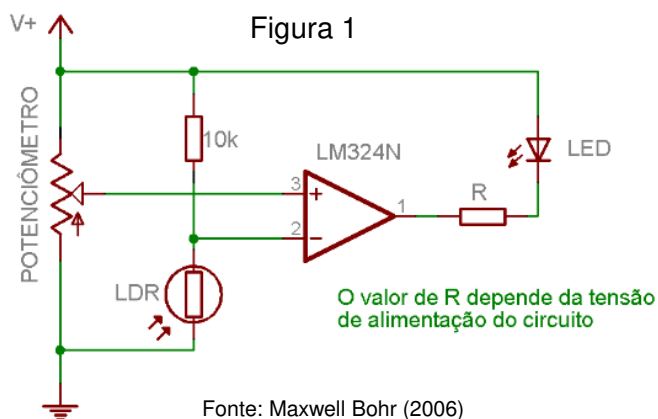 Figura 1
V+
POTENCIÔMETRO
10k
LM324N
LED
3
+
1
R
2
−
LDR
O valor de R depende da tensão
de alimentação do circuito
Fonte: Maxwell Bohr (2006)